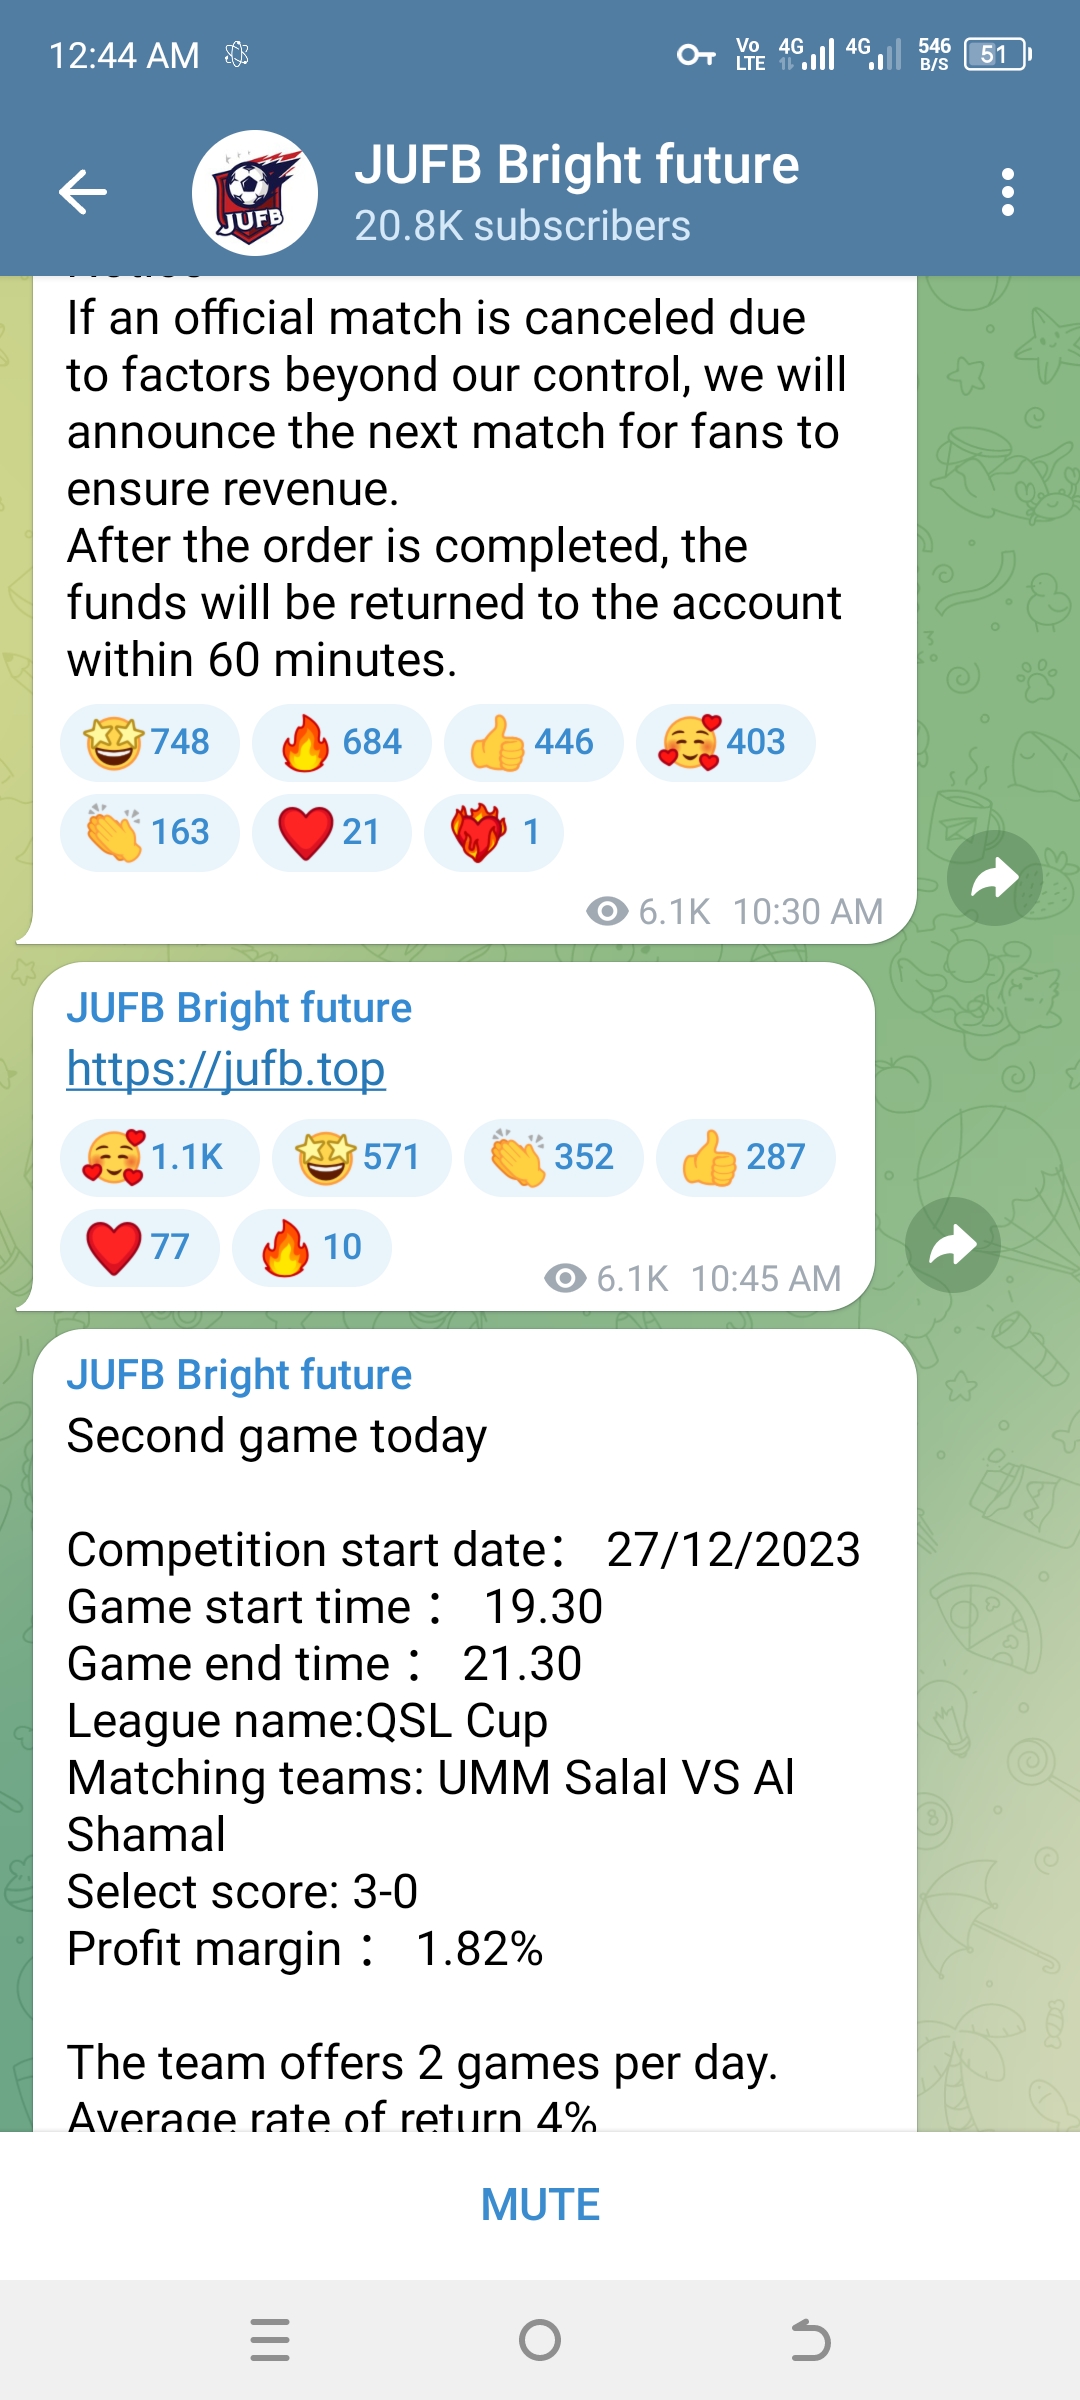 12:44 AM
Vo LTE 4G 4G 546 B/S 51
JUFB
JUFB Bright future
20.8K subscribers
If an official match is canceled due
to factors beyond our control, we will
announce the next match for fans to
ensure revenue.
After the order is completed, the
funds will be returned to the account
within 60 minutes.
748 684 446 403
163 21 1
6.1K 10:30 AM
JUFB Bright future
https://jufb.top
1.1K 571 352 287
77 10
6.1K 10:45 AM
JUFB Bright future
Second game today
Competition start date： 27/12/2023
Game start time： 19.30
Game end time： 21.30
League name:QSL Cup
Matching teams: UMM Salal VS Al
Shamal
Select score: 3-0
Profit margin： 1.82%
The team offers 2 games per day.
Average rate of return 4%
MUTE